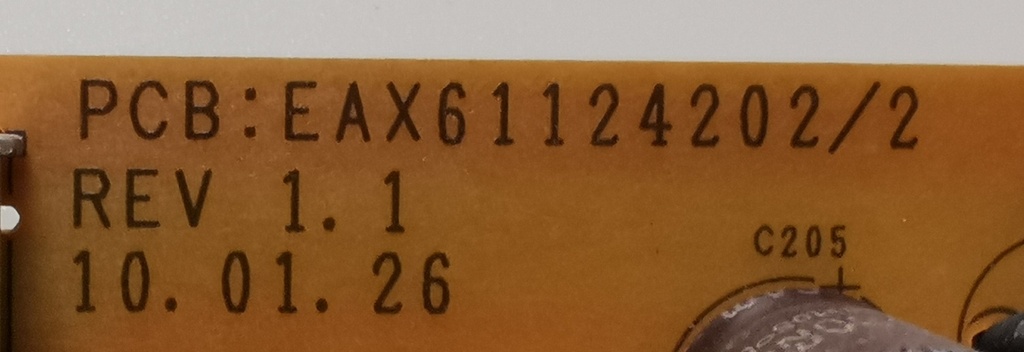 PCB:EAX61124202/2
REV 1.1
10.01.26
C205
+